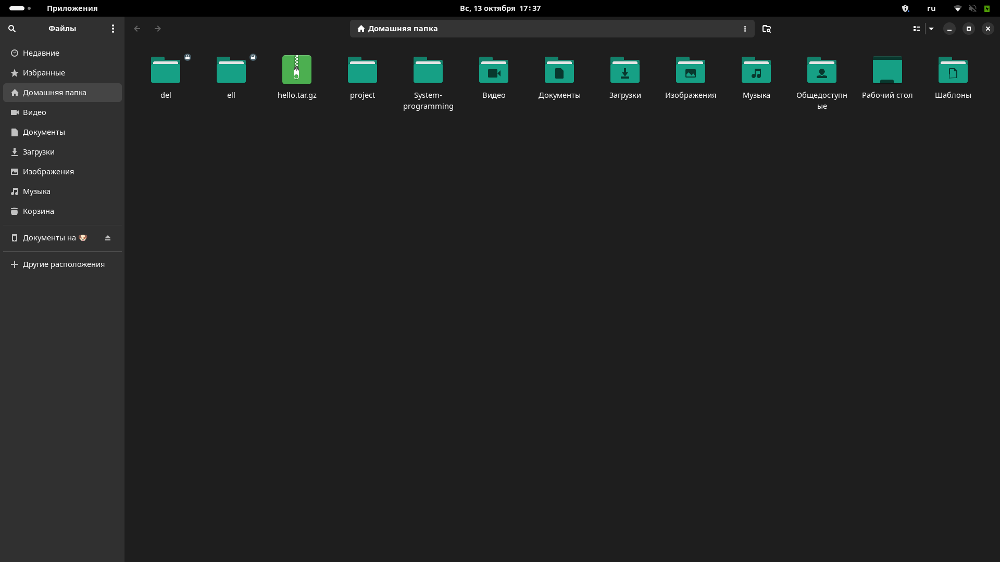 Приложения
Вс, 13 октября 17:37
ru
Файлы
Домашняя папка
Недавние
Избранные
Домашняя папка
Видео
Документы
Загрузки
Изображения
Музыка
Корзина
Документы на 🐶
Другие расположения
del
ell
hello.tar.gz
project
System-
programming
Видео
Документы
Загрузки
Изображения
Музыка
Общедоступн
ые
Рабочий стол
Шаблоны